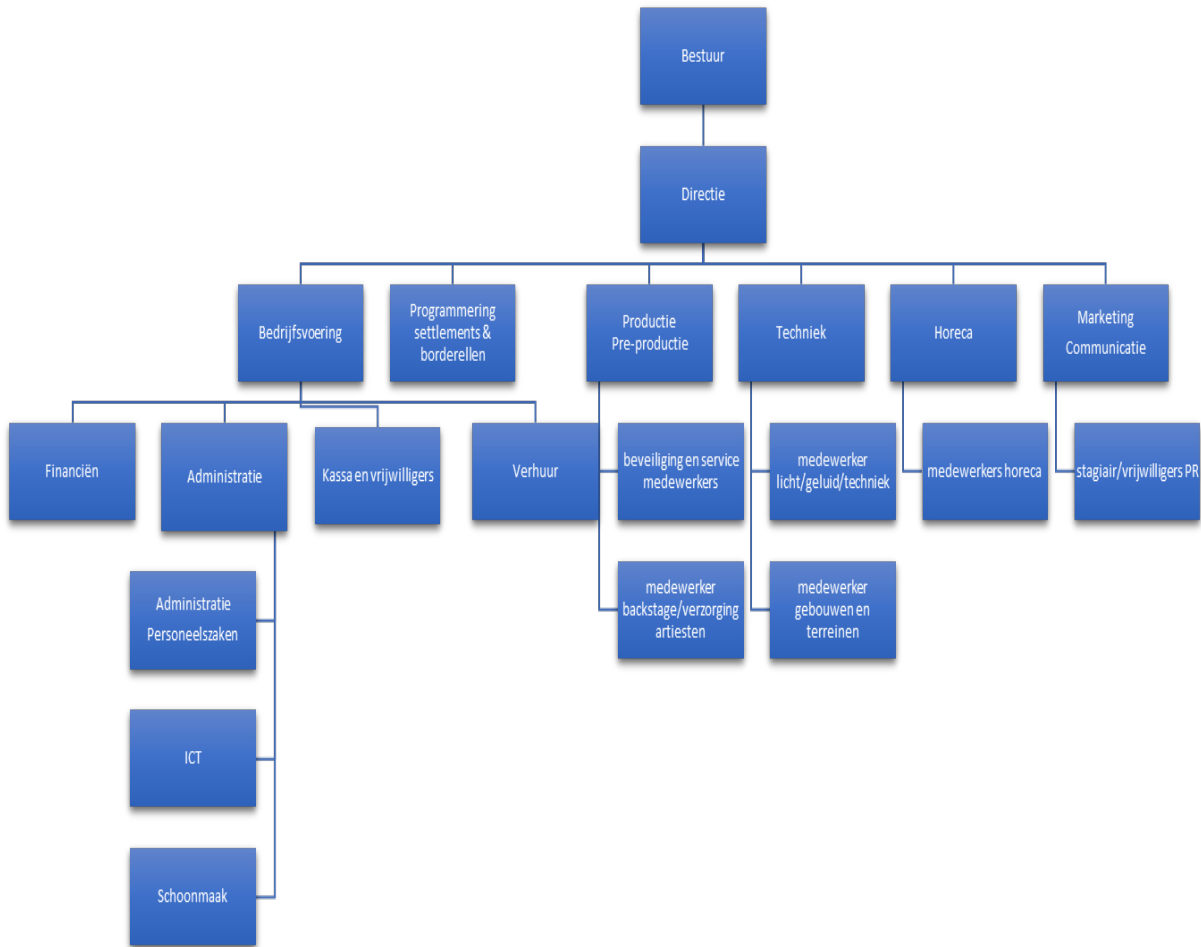 Bestuur
Directie
Bedrijfsvoering
Programmering
settlements &
borderellen
Productie
Pre-productie
Techniek
Horeca
Marketing
Communicatie
Financiën
Administratie
Kassa en vrijwilligers
Verhuur
beveiliging en service
medewerkers
medewerker
licht/geluid/techniek
medewerkers horeca
stagiair/vrijwilligers PR
Administratie
Personeelszaken
medewerker
backstage/verzorging
artiesten
medewerker
gebouwen en
terreinen
ICT
Schoonmaak